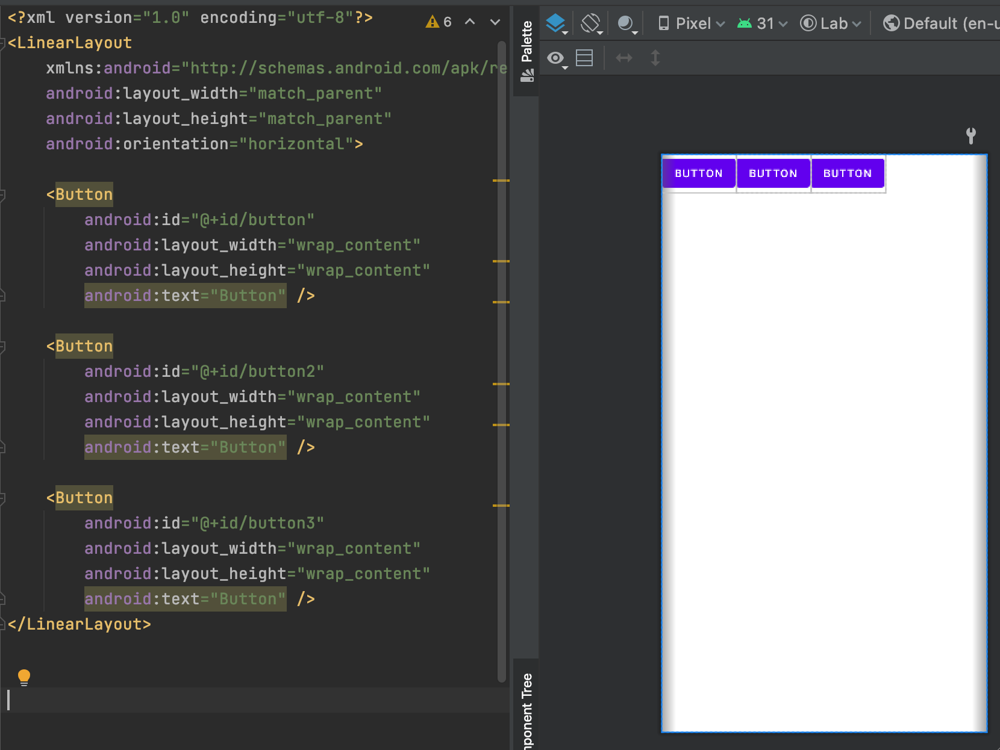 <?xml version="1.0" encoding="utf-8"?>
6
<LinearLayout
xmlns:android="http://schemas.android.com/apk/re
android:layout_width="match_parent"
android:layout_height="match_parent"
android:orientation="horizontal">
<Button
android:id="@+id/button"
android:layout_width="wrap_content"
android:layout_height="wrap_content"
android:text="Button" />
<Button
android:id="@+id/button2"
android:layout_width="wrap_content"
android:layout_height="wrap_content"
android:text="Button" />
<Button
android:id="@+id/button3"
android:layout_width="wrap_content"
android:layout_height="wrap_content"
android:text="Button" />
</LinearLayout>
Palette
mponent Tree
Pixel 31 Lab Default (en-u
BUTTON BUTTON BUTTON